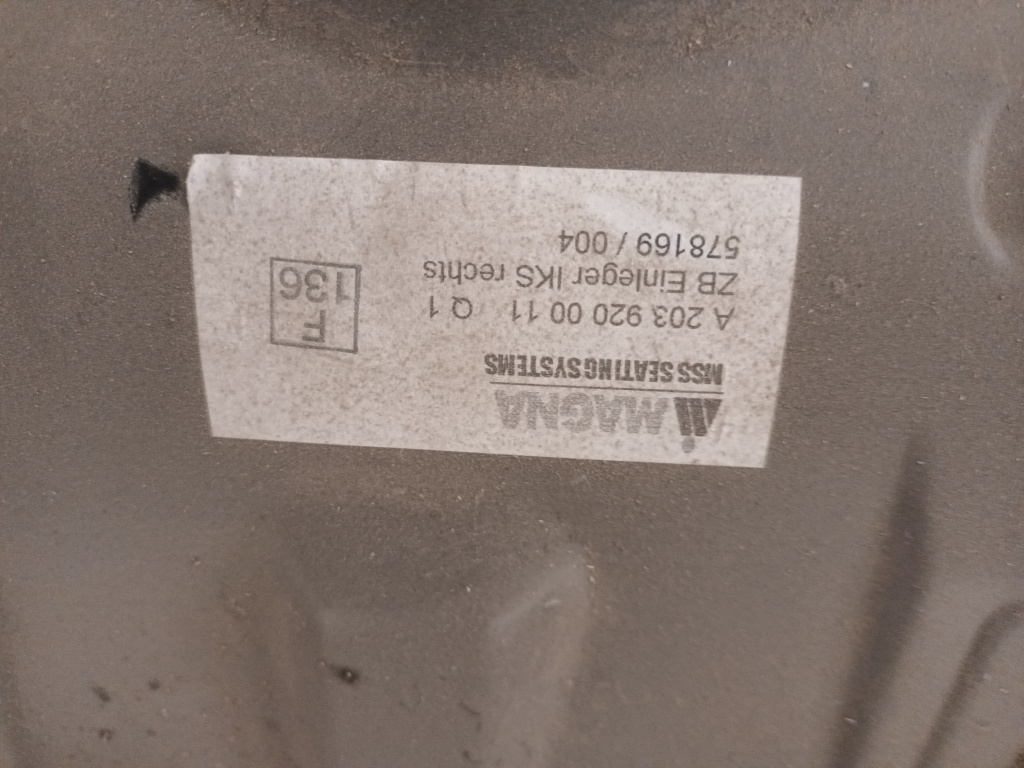 MAGNA
MSS SEATING SYSTEMS
A 203 920 00 11 Q 1
ZB Einleger IKS rechts
578169 / 004
F
136